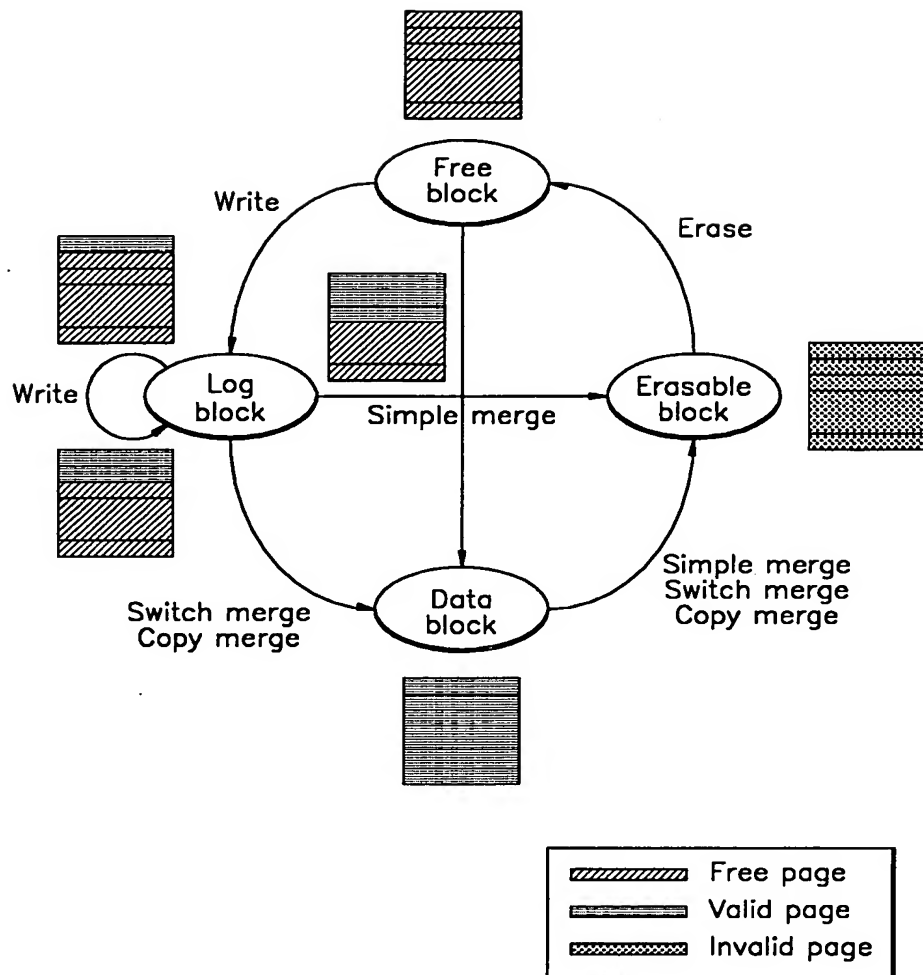 Free
block
Write
Erase
Write
Log
block
Simple merge
Erasable
block
Switch merge
Copy merge
Data
block
Simple merge
Switch merge
Copy merge
Free page
Valid page
Invalid page